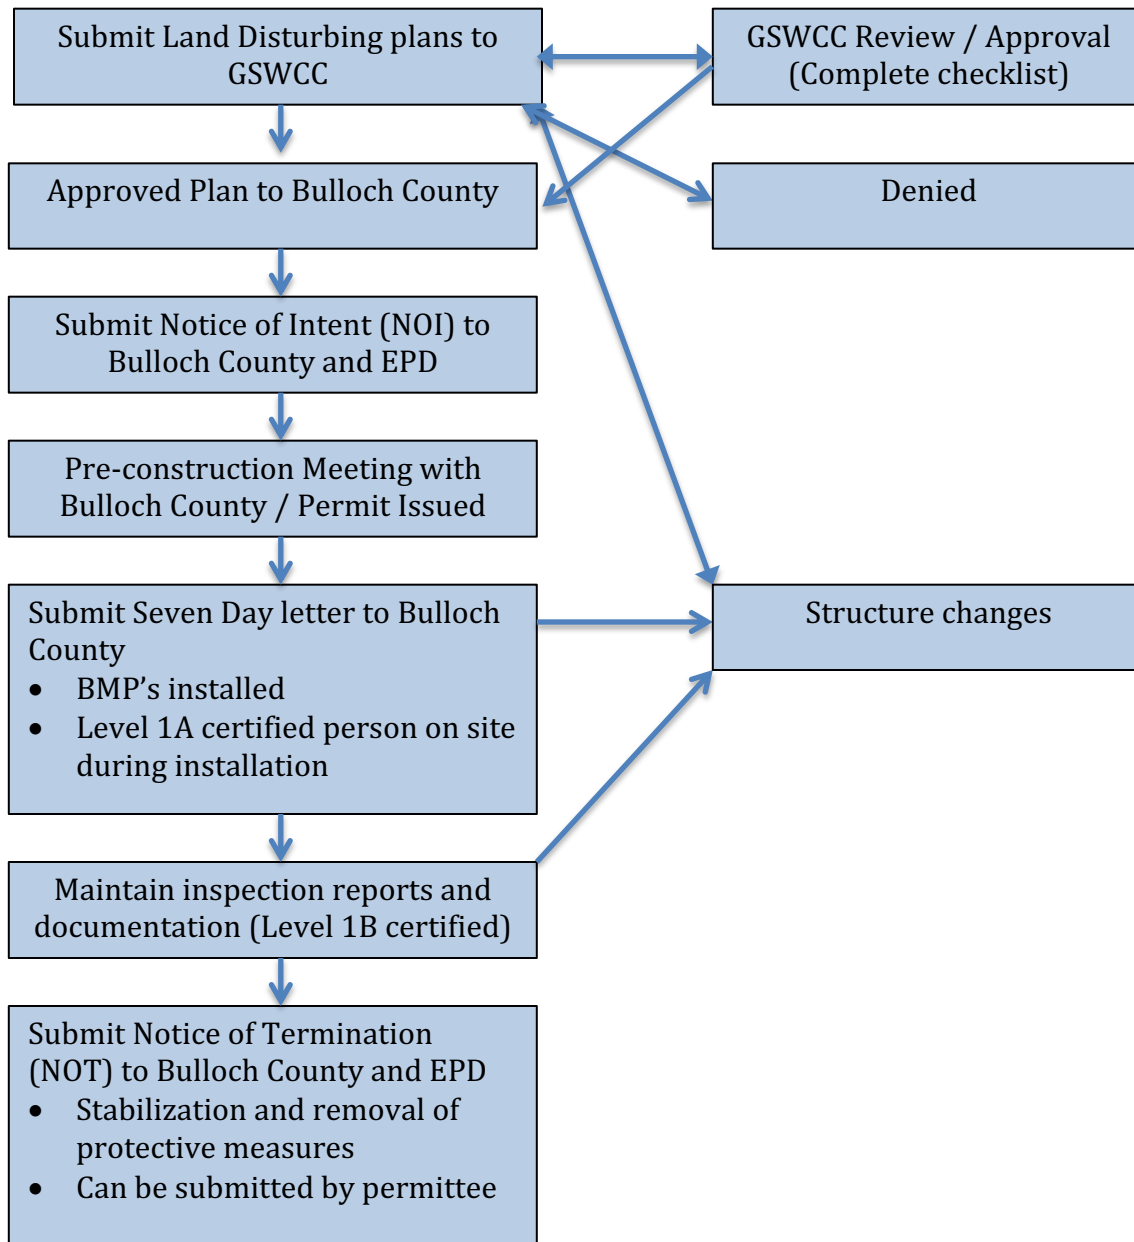 Submit Land Disturbing plans to
GSWCC
GSWCC Review / Approval
(Complete checklist)
Approved Plan to Bulloch County
Denied
Submit Notice of Intent (NOI) to
Bulloch County and EPD
Pre-construction Meeting with
Bulloch County / Permit Issued
Submit Seven Day letter to Bulloch
County
• BMP’s installed
• Level 1A certified person on site
during installation
Structure changes
Maintain inspection reports and
documentation (Level 1B certified)
Submit Notice of Termination
(NOT) to Bulloch County and EPD
• Stabilization and removal of
protective measures
• Can be submitted by permittee